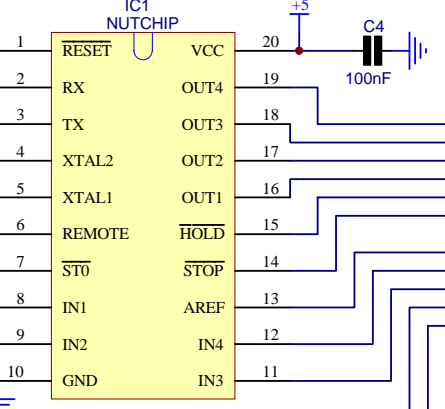 IC1
NUTCHIP
+5
C4
100nF
1 RESET VCC 20
2 RX OUT4 19
3 TX OUT3 18
4 XTAL2 OUT2 17
5 XTAL1 OUT1 16
6 REMOTE HOLD 15
7 ST0 STOP 14
8 IN1 AREF 13
9 IN2 IN4 12
10 GND IN3 11